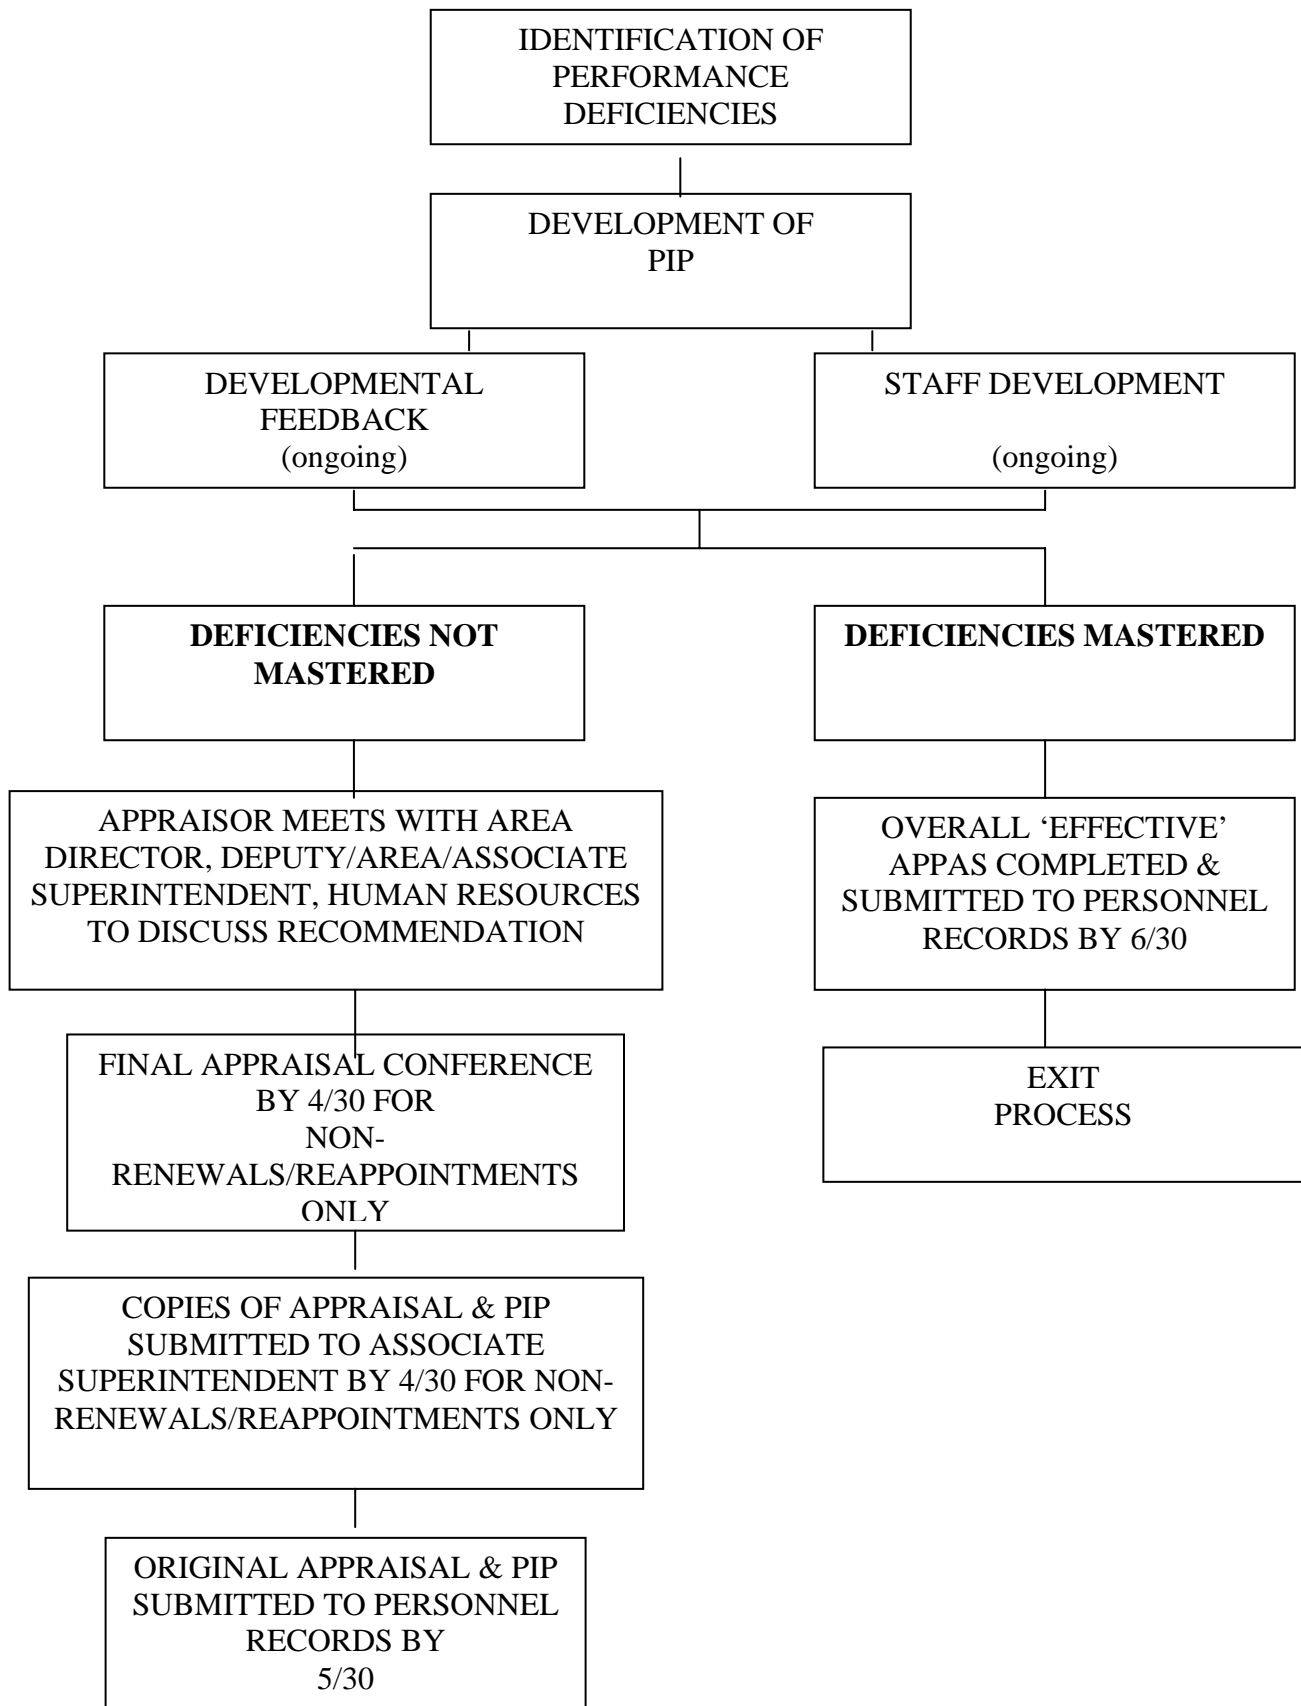 IDENTIFICATION OF
PERFORMANCE
DEFICIENCIES
DEVELOPMENT OF
PIP
DEVELOPMENTAL
FEEDBACK
(ongoing)
STAFF DEVELOPMENT
(ongoing)
DEFICIENCIES NOT
MASTERED
DEFICIENCIES MASTERED
APPRAISOR MEETS WITH AREA
DIRECTOR, DEPUTY/AREA/ASSOCIATE
SUPERINTENDENT, HUMAN RESOURCES
TO DISCUSS RECOMMENDATION
OVERALL ‘EFFECTIVE’
APPAS COMPLETED &
SUBMITTED TO PERSONNEL
RECORDS BY 6/30
FINAL APPRAISAL CONFERENCE
BY 4/30 FOR
NON-
RENEWALS/REAPPOINTMENTS
ONLY
EXIT
PROCESS
COPIES OF APPRAISAL & PIP
SUBMITTED TO ASSOCIATE
SUPERINTENDENT BY 4/30 FOR NON-
RENEWALS/REAPPOINTMENTS ONLY
ORIGINAL APPRAISAL & PIP
SUBMITTED TO PERSONNEL
RECORDS BY
5/30